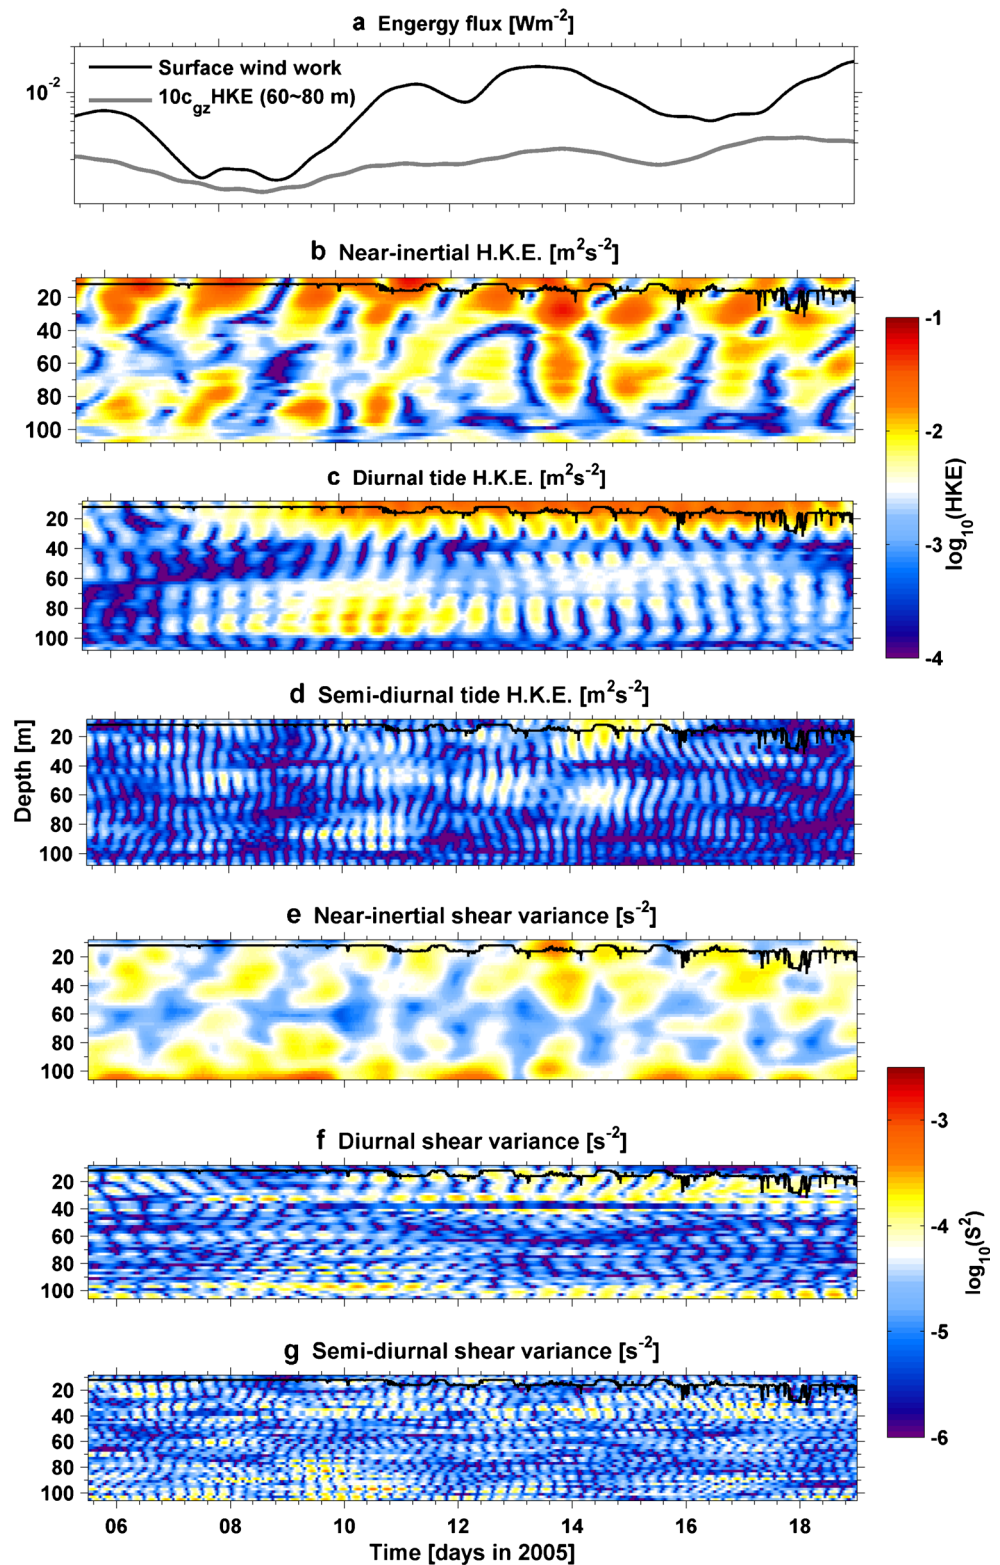 a Engergy flux [Wm-2]
10-2
Surface wind work
10cgzHKE (60~80 m)
b Near-inertial H.K.E. [m2s-2]
20
40
60
80
100
c Diurnal tide H.K.E. [m2s-2]
20
40
60
80
100
-1
-2
-3
-4
log10(HKE)
d Semi-diurnal tide H.K.E. [m2s-2]
20
40
60
80
100
Depth [m]
e Near-inertial shear variance [s-2]
20
40
60
80
100
f Diurnal shear variance [s-2]
20
40
60
80
100
-3
-4
-5
-6
log10(S2)
g Semi-diurnal shear variance [s-2]
20
40
60
80
100
06 08 10 12 14 16 18
Time [days in 2005]